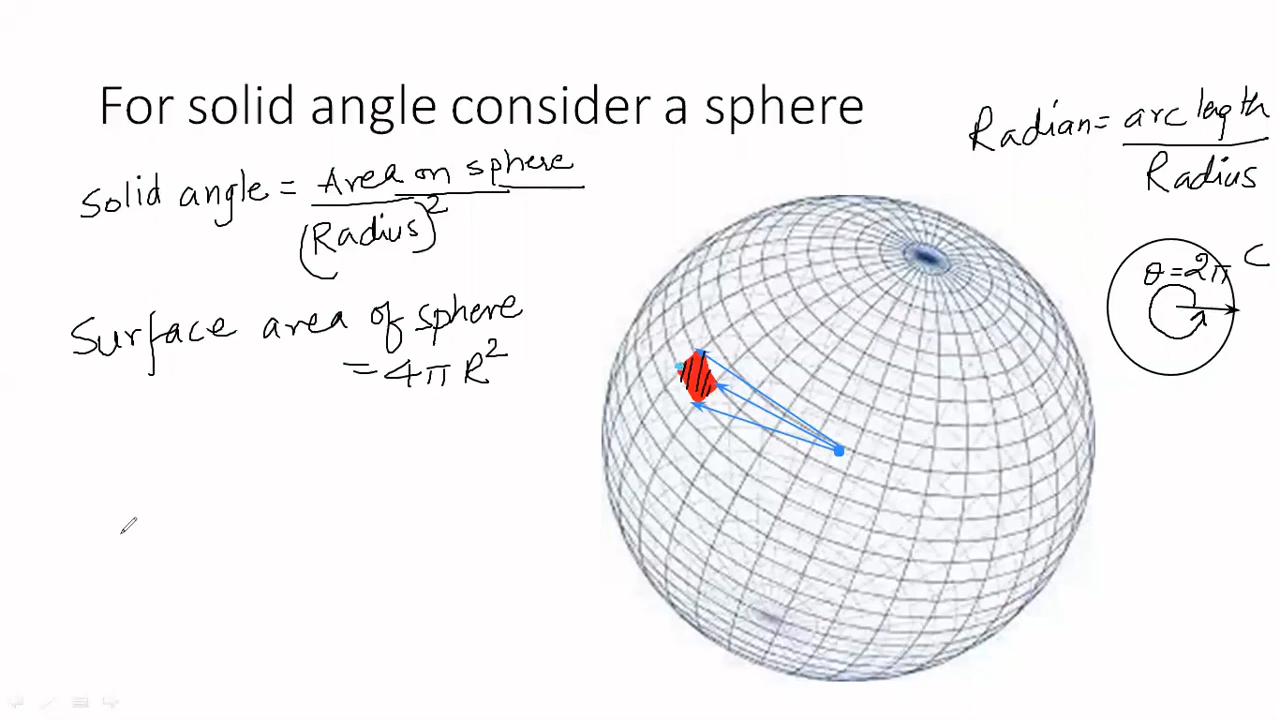 For solid angle consider a sphere
Solid angle = Area on sphere
(Radius)²
Surface area of sphere
= 4π R²
Radian = arc length
Radius
θ = 2π c